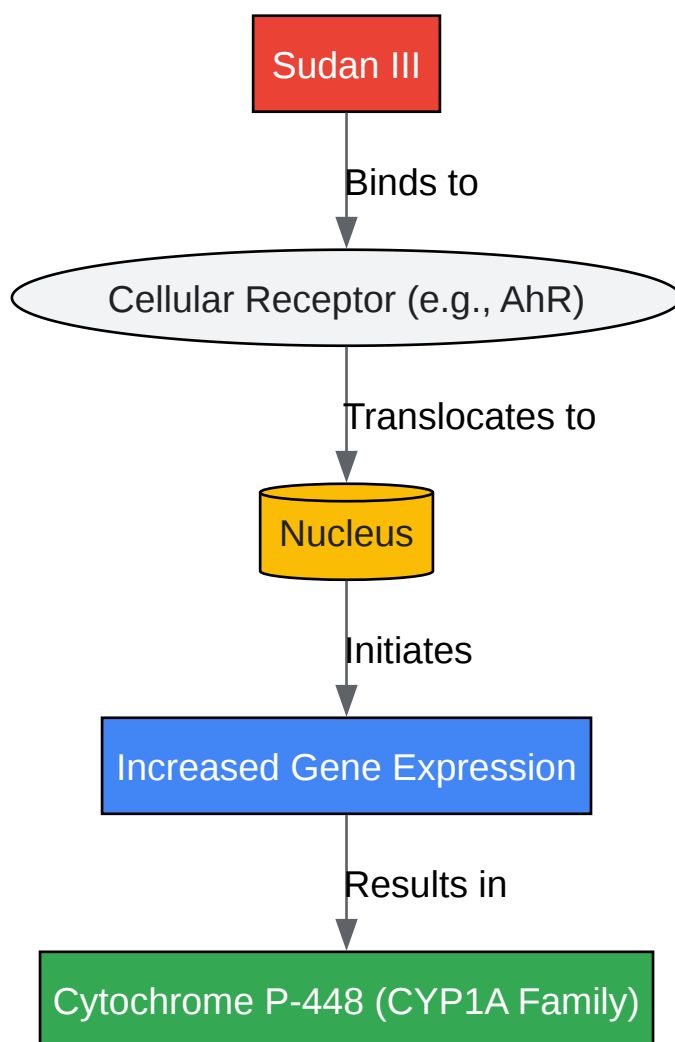 Sudan III
Binds to
Cellular Receptor (e.g., AhR)
Translocates to
Nucleus
Initiates
Increased Gene Expression
Results in
Cytochrome P-448 (CYP1A Family)